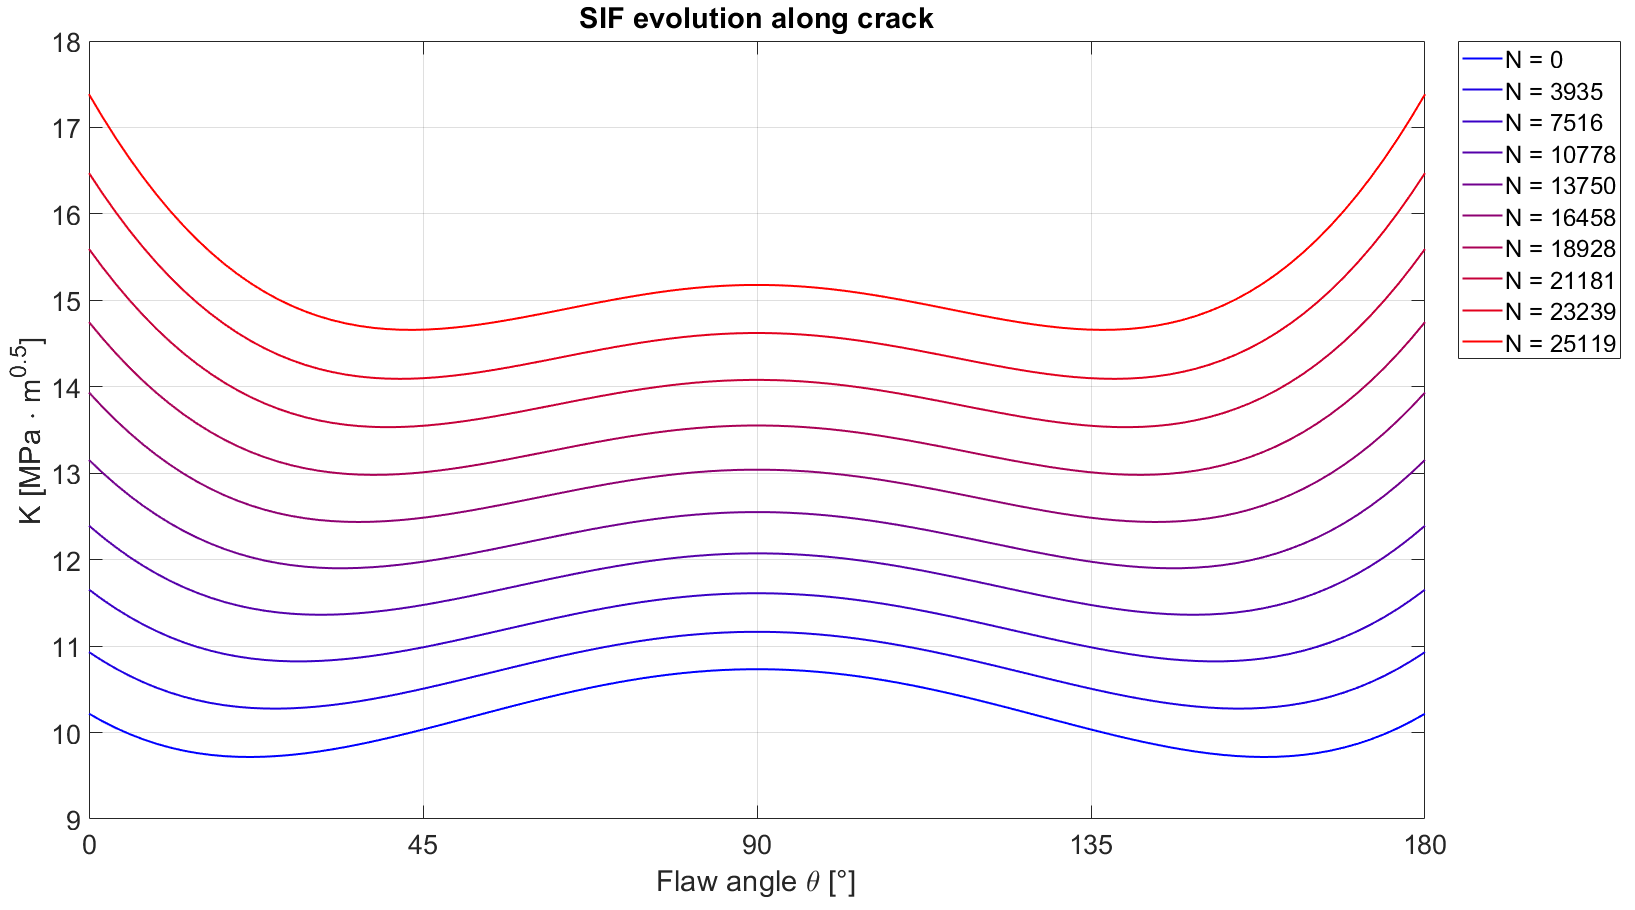 SIF evolution along crack
18
17
16
15
14
13
12
11
10
9
0
45
90
135
180
K [MPa · m^0.5]
Flaw angle θ [°]
N = 0
N = 3935
N = 7516
N = 10778
N = 13750
N = 16458
N = 18928
N = 21181
N = 23239
N = 25119